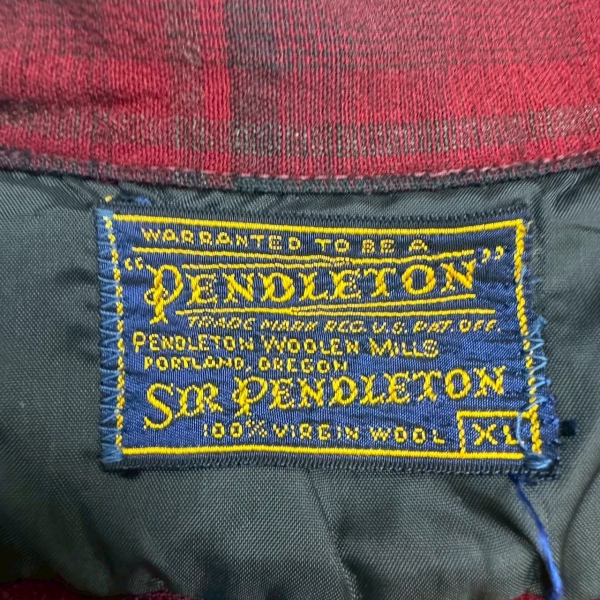 WARRANTED TO BE A
"PENDLETON"
TRADE MARK REG. U.S. PAT. OFF.
PENDLETON WOOLEN MILLS
PORTLAND, OREGON
SIR PENDLETON
100% VIRGIN WOOL XL